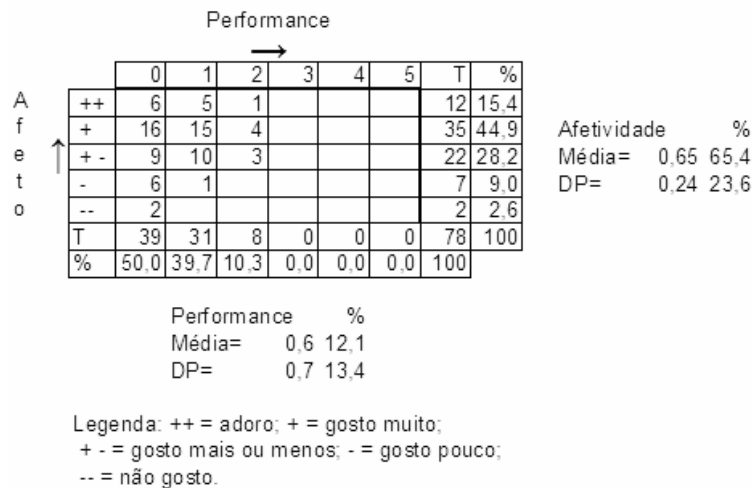 Performance
→
0 1 2 3 4 5 T %
A ++ 6 5 1 12 15,4
f + 16 15 4 35 44,9 Afetividade %
e ↑ + - 9 10 3 22 28,2 Média= 0,65 65,4
t - 6 1 7 9,0 DP= 0,24 23,6
o -- 2 2 2,6
T 39 31 8 0 0 0 78 100
% 50,0 39,7 10,3 0,0 0,0 0,0 100
Performance %
Média= 0,6 12,1
DP= 0,7 13,4
Legenda: ++ = adoro; + = gosto muito;
+ - = gosto mais ou menos; - = gosto pouco;
-- = não gosto.